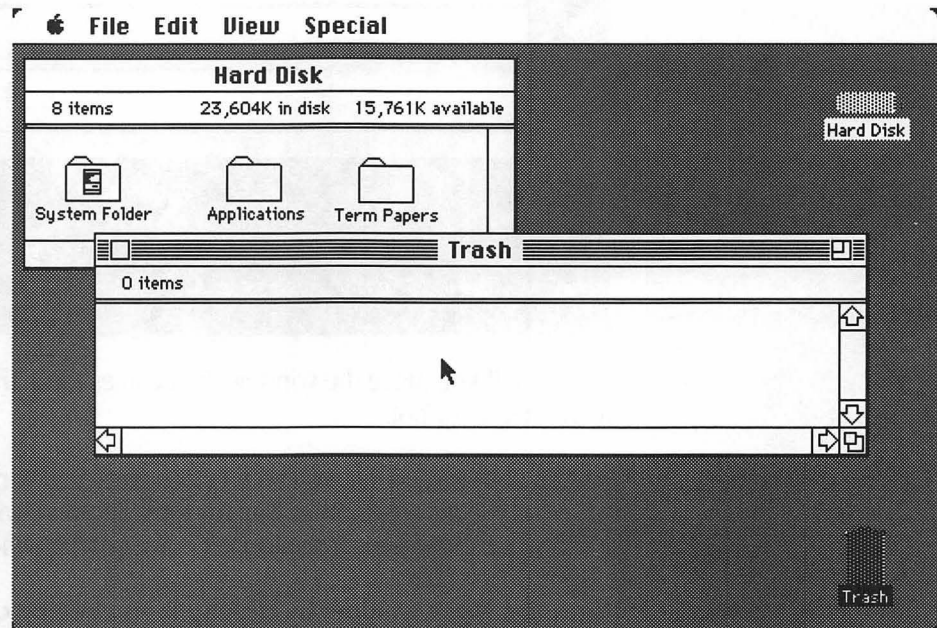 File Edit View Special
Hard Disk
8 items 23,604K in disk 15,761K available
Hard Disk
System Folder Applications Term Papers
Trash
0 items
Trash